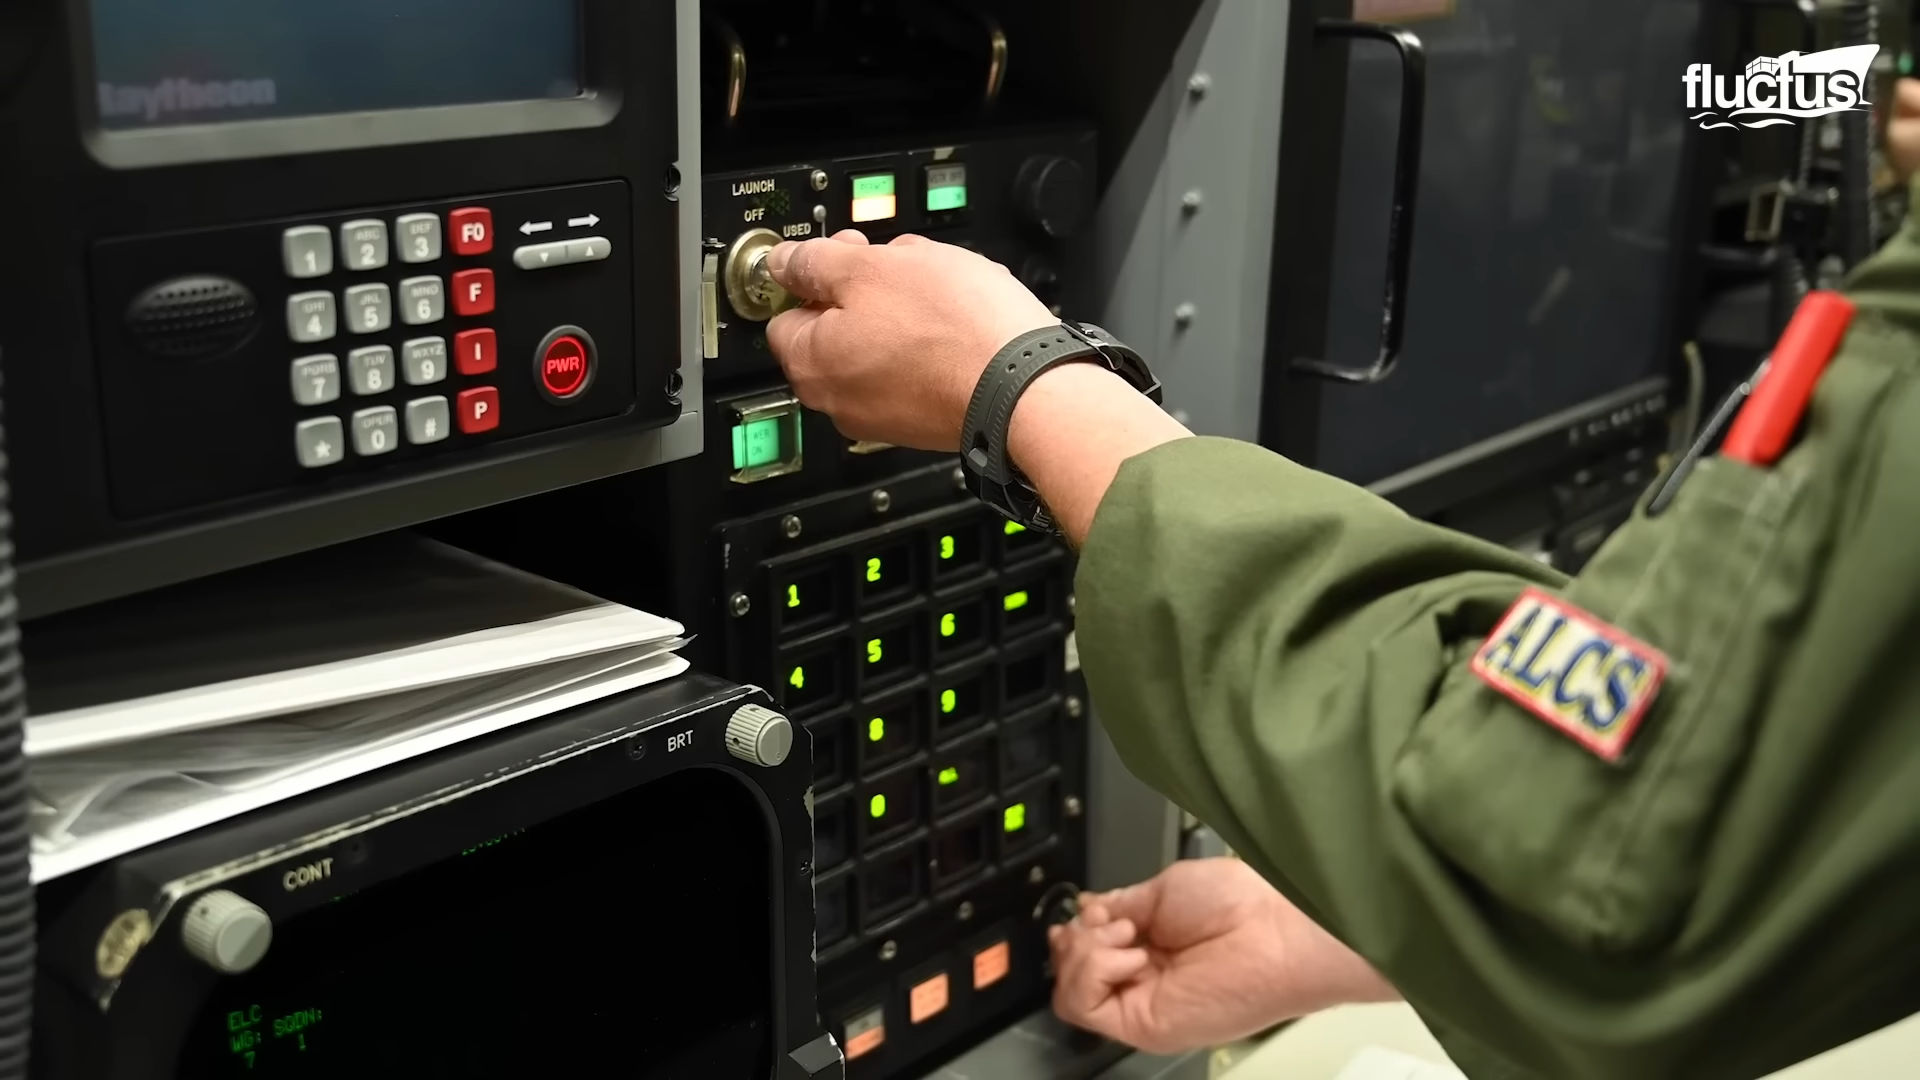 Raytheon
fluctus
LAUNCH
OFF
USED
1
ABC
2
DEF
3
F0
GHI
4
JKL
5
MNO
6
F
PQRS
7
TUV
8
WXYZ
9
I
*
OPER
0
#
P
PWR
ON
1
2
3
4
5
6
8
9
0
ALCS
BRT
CONT
ELC
WG: SQDN:
7 1